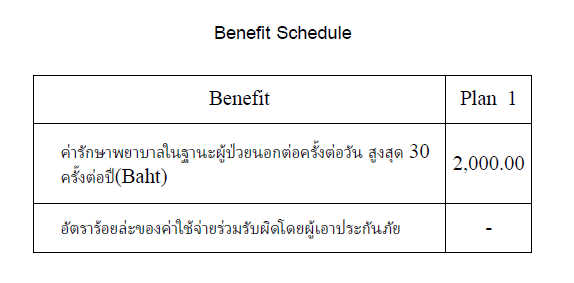 Benefit Schedule
Benefit Plan 1
ค่ารักษาพยาบาลในฐานะผู้ป่วยนอกต่อครั้งต่อวัน สูงสุด 30
ครั้งต่อปี(Baht)
2,000.00
อัตราร้อยล่ะของค่าใช้จ่ายร่วมรับผิดโดยผู้เอาประกันภัย -